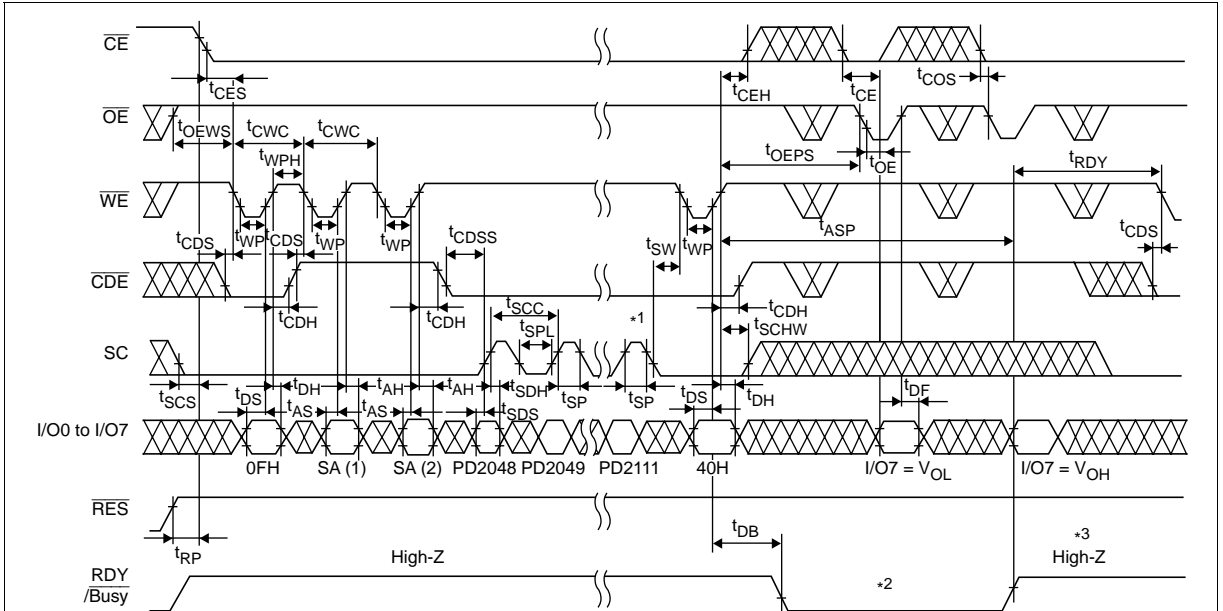 CE
tCES
tCEH
tCE
tCOS
OE
tOEWS
tCWC
tCWC
tWPH
tOEPS
tOE
tRDY
WE
tCDS
tWP
tCDS
tWP
tWP
tCDSS
tSW
tWP
tASP
tCDS
CDE
tCDH
tCDH
tSCC
tSPL
*1
tCDH
tSCHW
SC
tSCS
tDS
tDH
tAS
tAH
tAS
tAH
tSDH
tSDS
tSP
tSP
tDS
tDH
tDF
I/O0 to I/O7
0FH
SA (1)
SA (2)
PD2048
PD2049
PD2111
40H
I/O7 = VOL
I/O7 = VOH
RES
tRP
High-Z
tDB
*3
High-Z
RDY
/Busy
*2